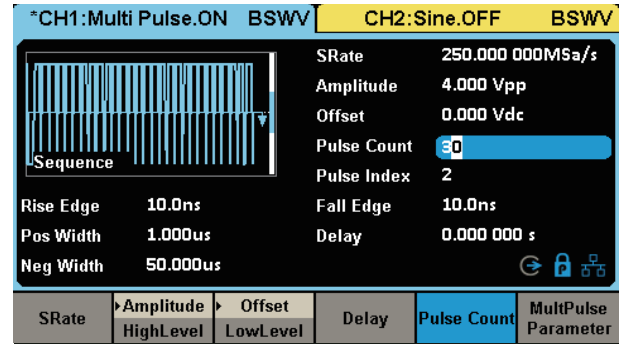 *CH1:Multi Pulse.ON BSWV CH2:Sine.OFF BSWV
SRate 250.000 000MSa/s
Amplitude 4.000 Vpp
Offset 0.000 Vdc
Sequence
Pulse Count 30
Pulse Index 2
Rise Edge 10.0ns Fall Edge 10.0ns
Pos Width 1.000us Delay 0.000 000 s
Neg Width 50.000us
P
SRate
Amplitude
HighLevel
Offset
LowLevel
Delay
Pulse Count
MultPulse
Parameter